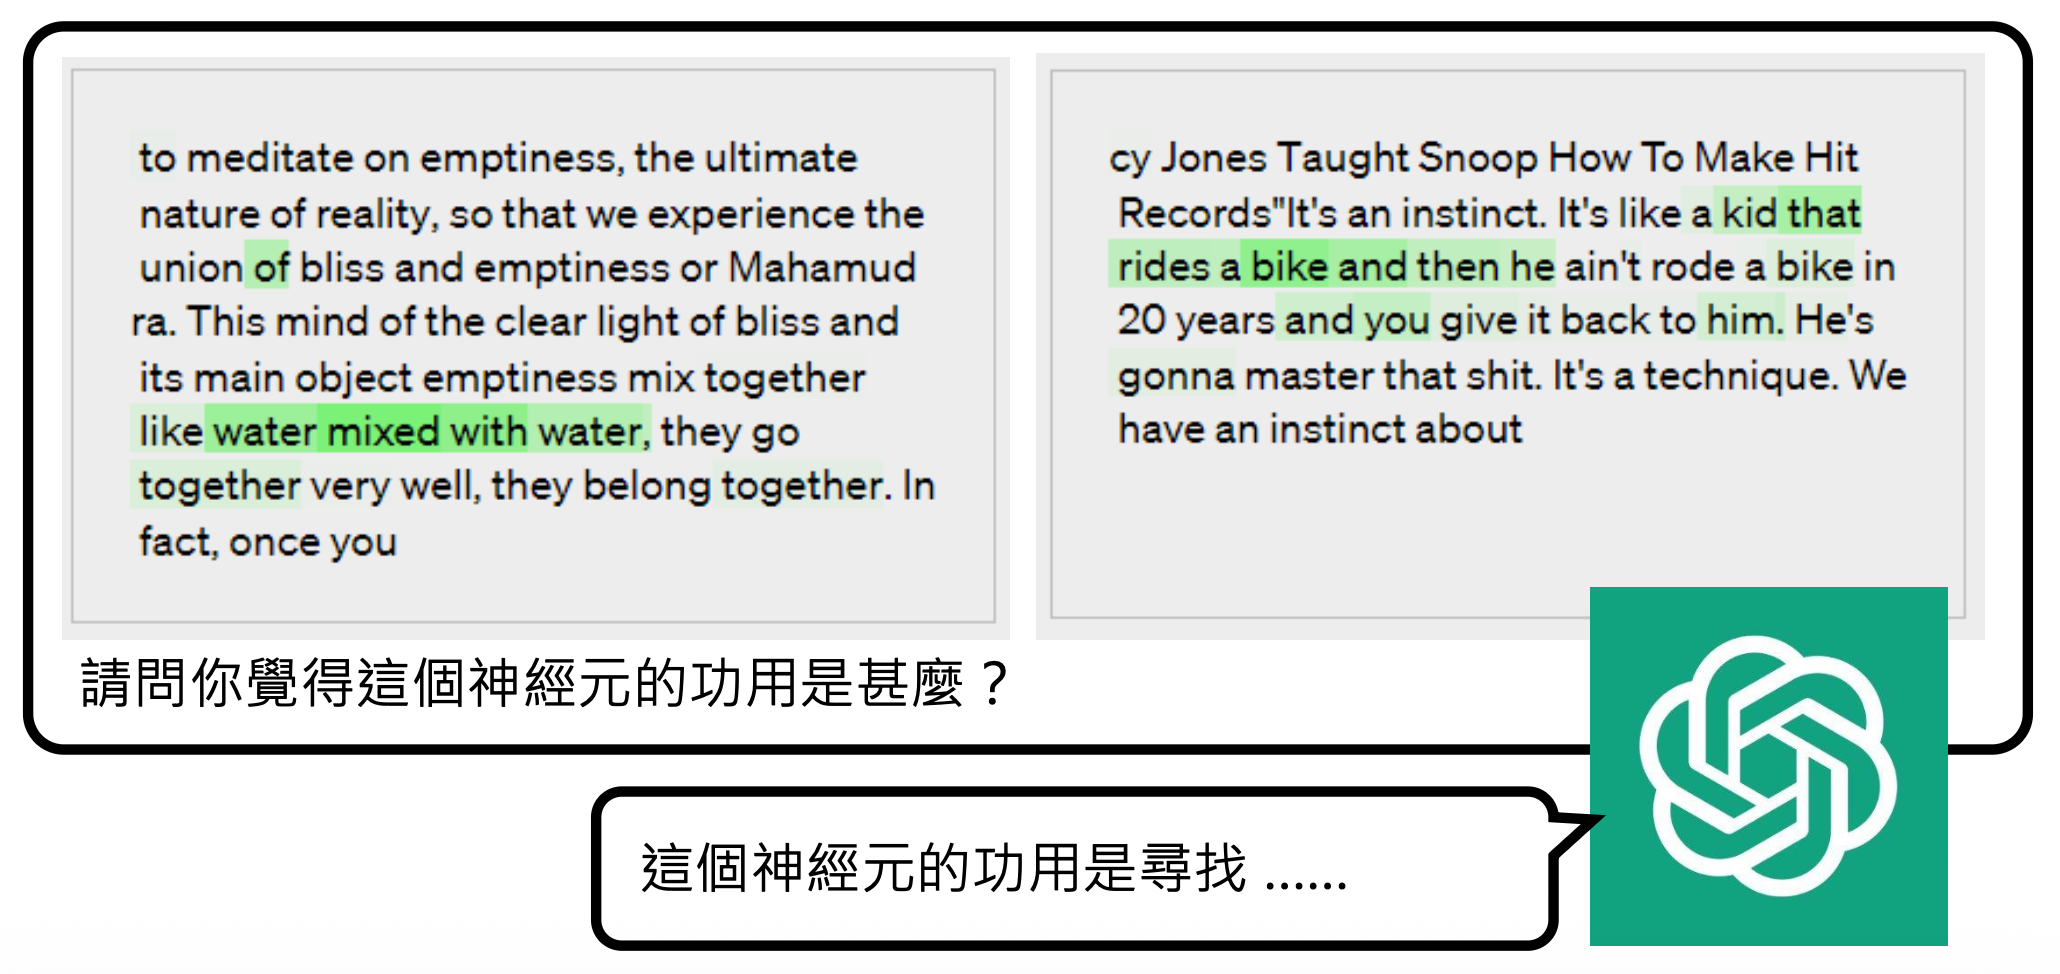 to meditate on emptiness, the ultimate
nature of reality, so that we experience the
union of bliss and emptiness or Mahamud
ra. This mind of the clear light of bliss and
its main object emptiness mix together
like water mixed with water, they go
together very well, they belong together. In
fact, once you
cy Jones Taught Snoop How To Make Hit
Records"It's an instinct. It's like a kid that
rides a bike and then he ain't rode a bike in
20 years and you give it back to him. He's
gonna master that shit. It's a technique. We
have an instinct about
請問你覺得這個神經元的功用是甚麼？
這個神經元的功用是尋找 ......